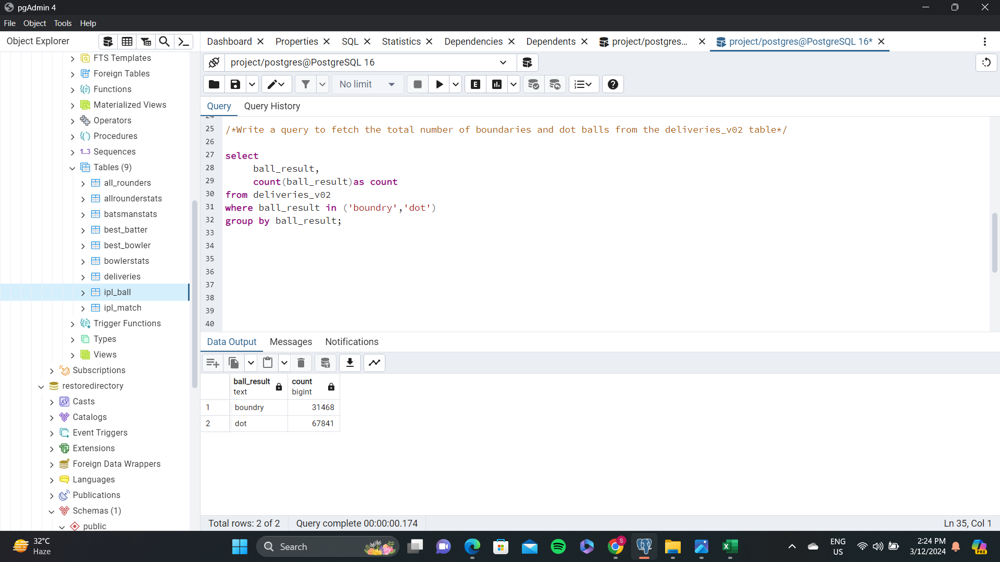 pgAdmin 4
File Object Tools Help
Object Explorer
Dashboard Properties SQL Statistics Dependencies Dependents project/postgres... project/postgres@PostgreSQL 16*
project/postgres@PostgreSQL 16
No limit
E
Query Query History
FTS Templates
Foreign Tables
Functions
Materialized Views
Operators
Procedures
1..3 Sequences
Tables (9)
all_rounders
allrounderstats
batsmanstats
best_batter
best_bowler
bowlerstats
deliveries
ipl_ball
ipl_match
Trigger Functions
Types
Views
Subscriptions
restoredirectory
Casts
Catalogs
Event Triggers
Extensions
Foreign Data Wrappers
Languages
Publications
Schemas (1)
public
24
25 /*Write a query to fetch the total number of boundaries and dot balls from the deliveries_v02 table*/
26
27 select
28 ball_result,
29 count(ball_result)as count
30 from deliveries_v02
31 where ball_result in ('boundry','dot')
32 group by ball_result;
33
34
35
36
37
38
39
40
Data Output Messages Notifications
ball_result count
text bigint
1 boundry 31468
2 dot 67841
Total rows: 2 of 2 Query complete 00:00:00.174 Ln 35, Col 1
32°C
Haze
Search
S
ENG
US
2:24 PM
3/12/2024
PRE